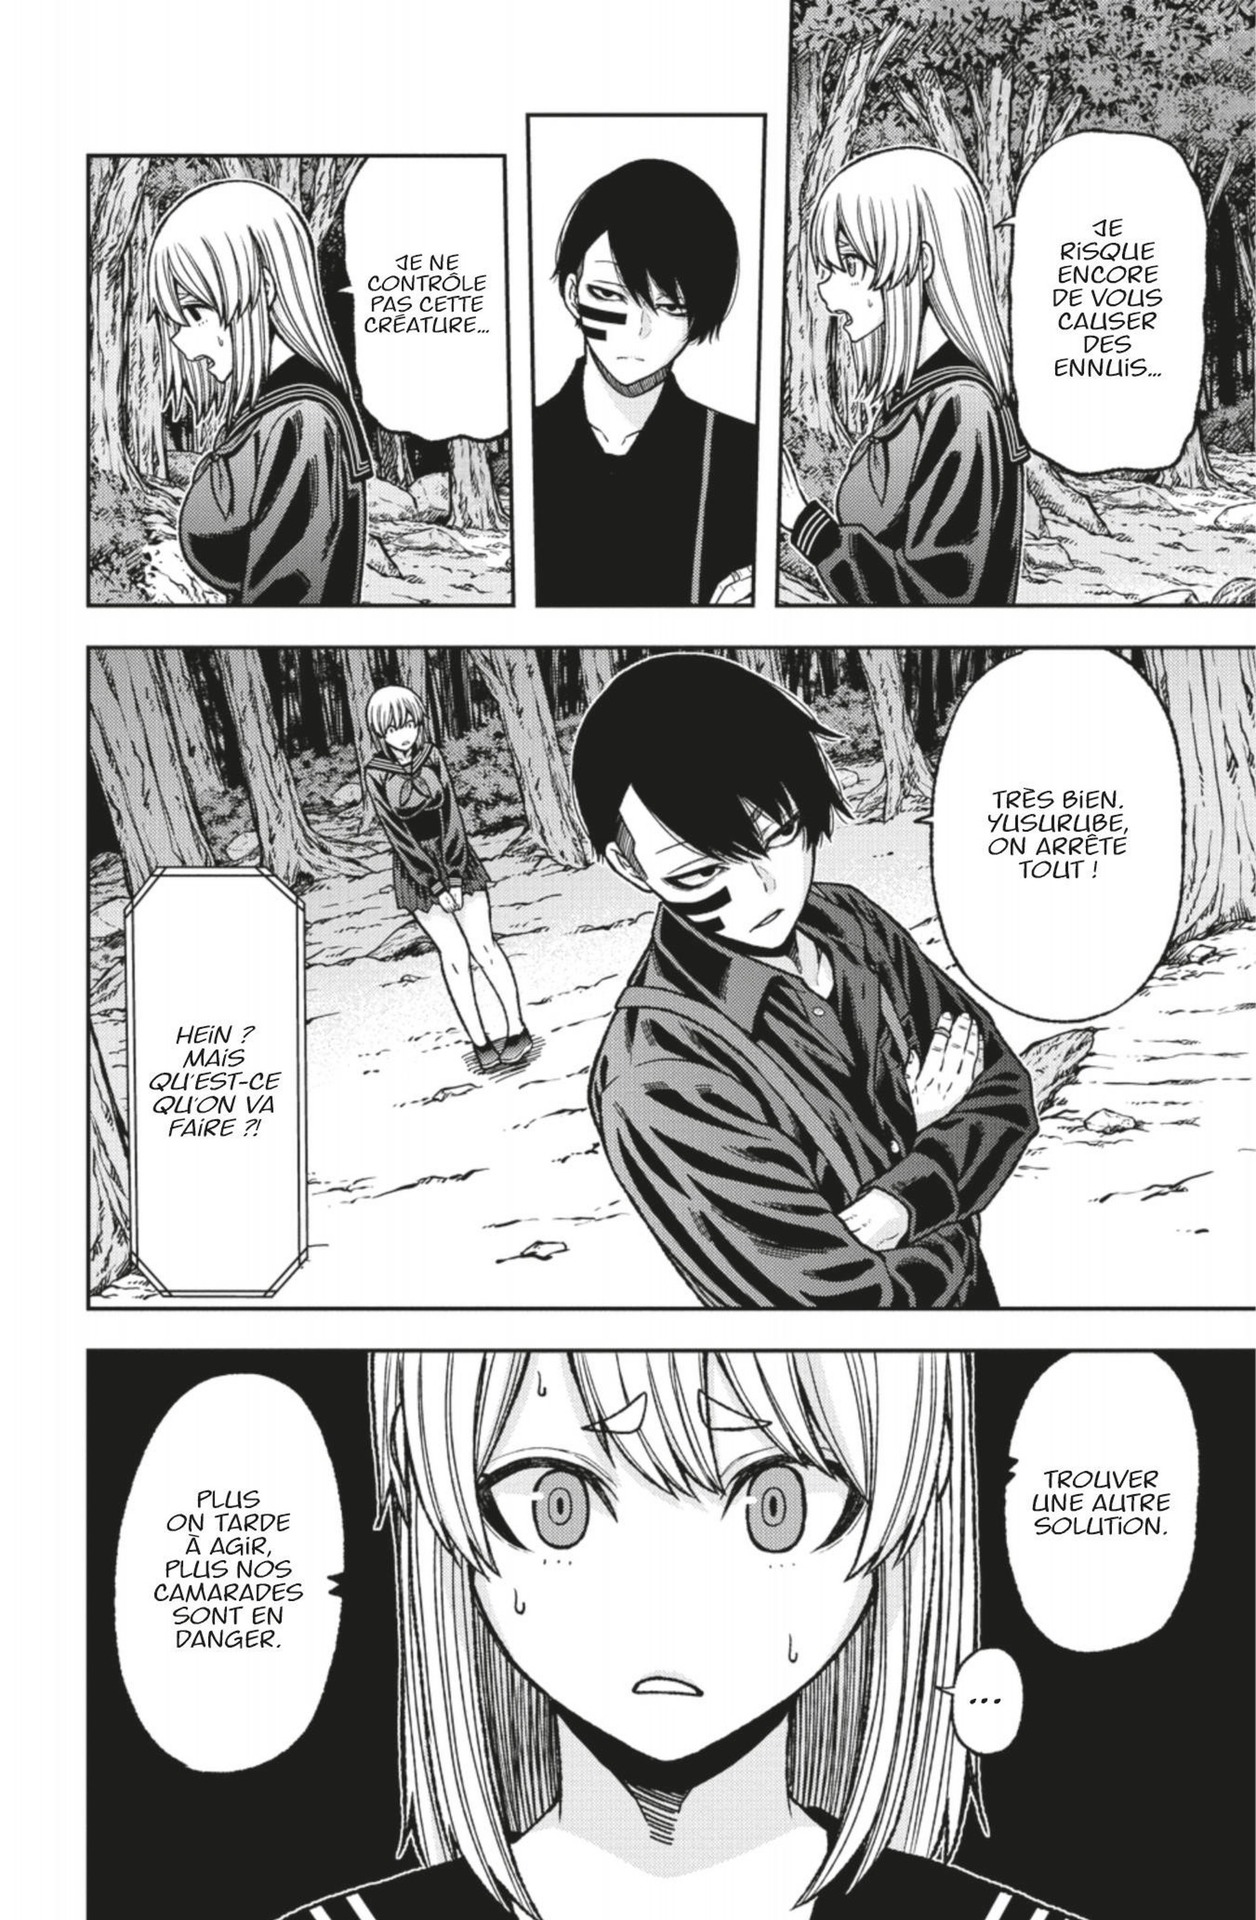 JE
RISQUE
ENCORE
DE VOUS
CAUSER
DES
ENNUIS...
JE NE
CONTRÔLE
PAS CETTE
CRÉATURE...
TRÈS BIEN.
YUSURUBE,
ON ARRÊTE
TOUT !
HEIN ?
MAIS
QU'EST-CE
QU'ON VA
FAIRE ?!
TROUVER
UNE AUTRE
SOLUTION.
...
PLUS
ON TARDE
À AGIR,
PLUS NOS
CAMARADES
SONT EN
DANGER.